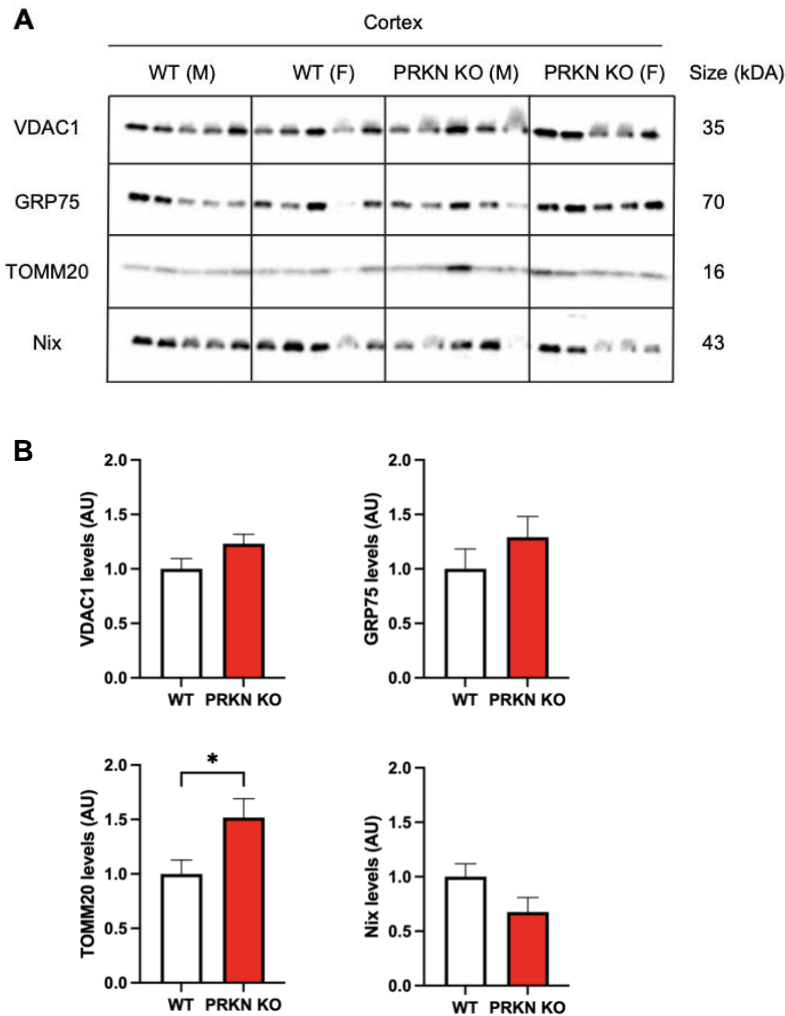 A
Cortex
WT (M) WT (F) PRKN KO (M) PRKN KO (F) Size (kDA)
VDAC1 35
GRP75 70
TOMM20 16
Nix 43
B
VDAC1 levels (AU)
2.0
1.5
1.0
0.5
0.0
WT PRKN KO
GRP75 levels (AU)
2.0
1.5
1.0
0.5
0.0
WT PRKN KO
TOMM20 levels (AU)
2.0
1.5
1.0
0.5
0.0
*
WT PRKN KO
Nix levels (AU)
2.0
1.5
1.0
0.5
0.0
WT PRKN KO